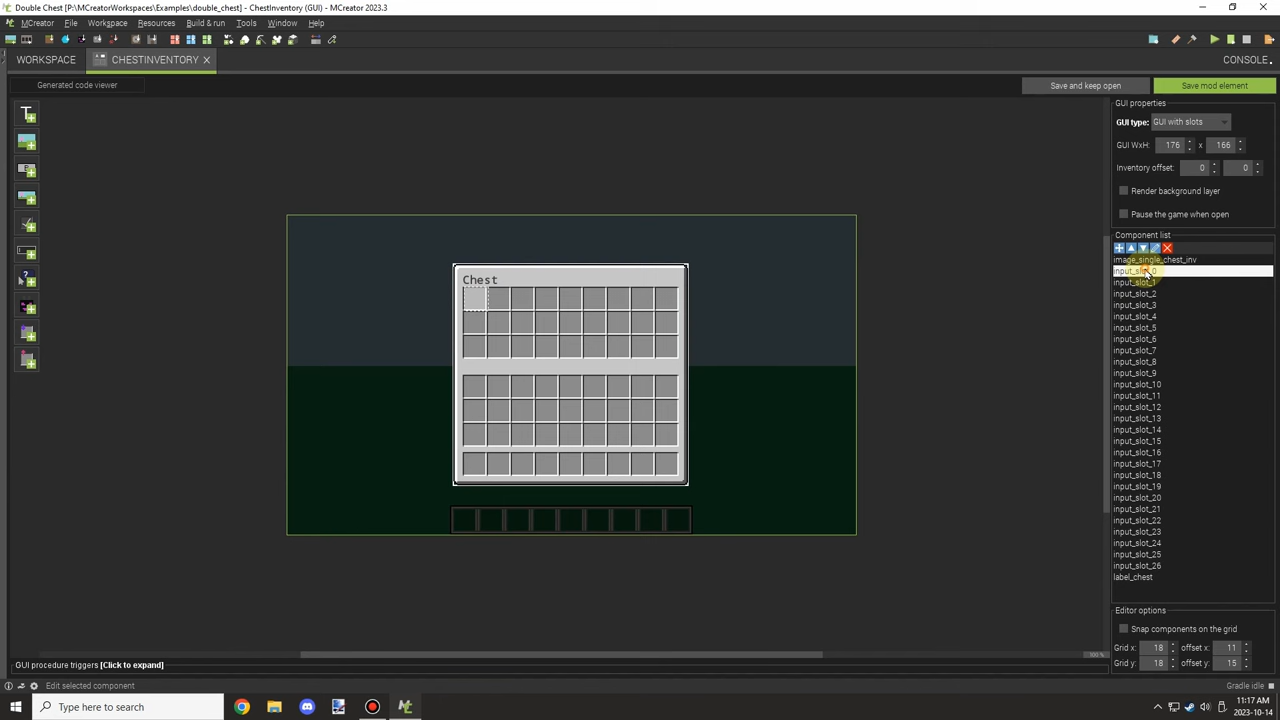 Double Chest [P:\MCreatorWorkspaces\Examples\double_chest] - ChestInventory (GUI) - MCreator 2023.3
MCreator File Workspace Resources Build & run Tools Window Help
WORKSPACE CHESTINVENTORY CONSOLE
Generated code viewer Save and keep open Save mod element
GUI properties
GUI type: GUI with slots
GUI WxH: 176 x 166
Inventory offset: 0 0
Render background layer
Pause the game when open
Component list
image_single_chest_inv
input_slot_0
input_slot_1
input_slot_2
input_slot_3
input_slot_4
input_slot_5
input_slot_6
input_slot_7
input_slot_8
input_slot_9
input_slot_10
input_slot_11
input_slot_12
input_slot_13
input_slot_14
input_slot_15
input_slot_16
input_slot_17
input_slot_18
input_slot_19
input_slot_20
input_slot_21
input_slot_22
input_slot_23
input_slot_24
input_slot_25
input_slot_26
label_chest
Chest
Editor options
Snap components on the grid
Grid x: 18 offset x: 11
Grid y: 18 offset y: 15
100 %
GUI procedure triggers [Click to expand]
Edit selected component Gradle idle
Type here to search
11:17 AM
2023-10-14